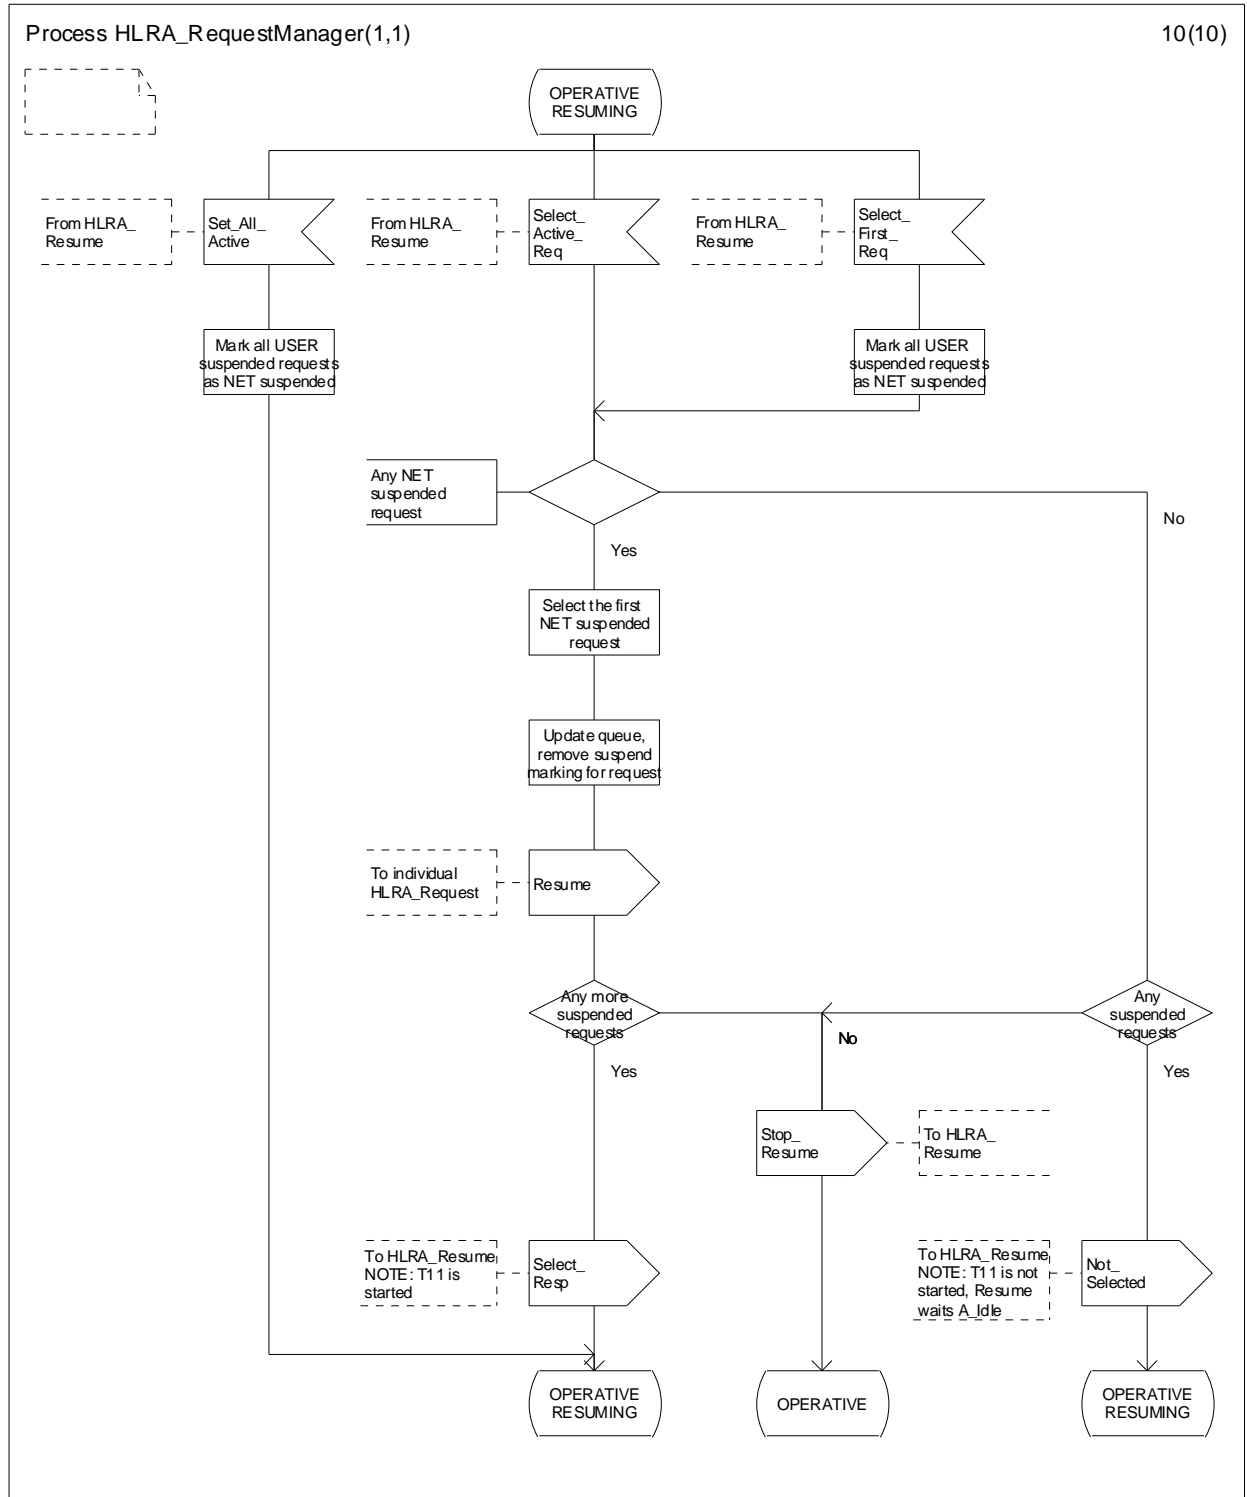 Process HLRA_RequestManager(1,1)
10(10)
OPERATIVE
RESUMING
From HLRA_
Resume
Set_All_
Active
From HLRA_
Resume
Select_
Active_
Req
From HLRA_
Resume
Select_
First_
Req
Mark all USER
suspended requests
as NET suspended
Mark all USER
suspended requests
as NET suspended
Any NET
suspended
request
No
Yes
Select the first
NET suspended
request
Update queue,
remove suspend
marking for request
To individual
HLRA_Request
Resume
Any more
suspended
requests
Any
suspended
requests
No
Yes
Yes
Stop_
Resume
To HLRA_
Resume
To HLRA_Resume
NOTE: T11 is
started
Select_
Resp
To HLRA_Resume
NOTE: T11 is not
started, Resume
waits A_Idle
Not_
Selected
OPERATIVE
RESUMING
OPERATIVE
OPERATIVE
RESUMING